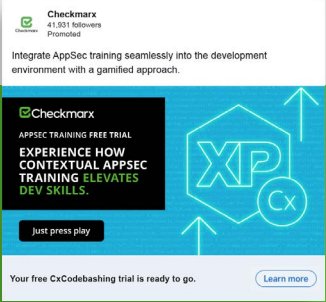 Checkmarx
41,931 followers
Promoted
Checkmarx
Integrate AppSec training seamlessly into the development
environment with a gamified approach.
Checkmarx
APPSEC TRAINING FREE TRIAL
EXPERIENCE HOW
CONTEXTUAL APPSEC
TRAINING ELEVATES
DEV SKILLS.
Just press play
XP
Cx
Your free CxCodebashing trial is ready to go.
Learn more